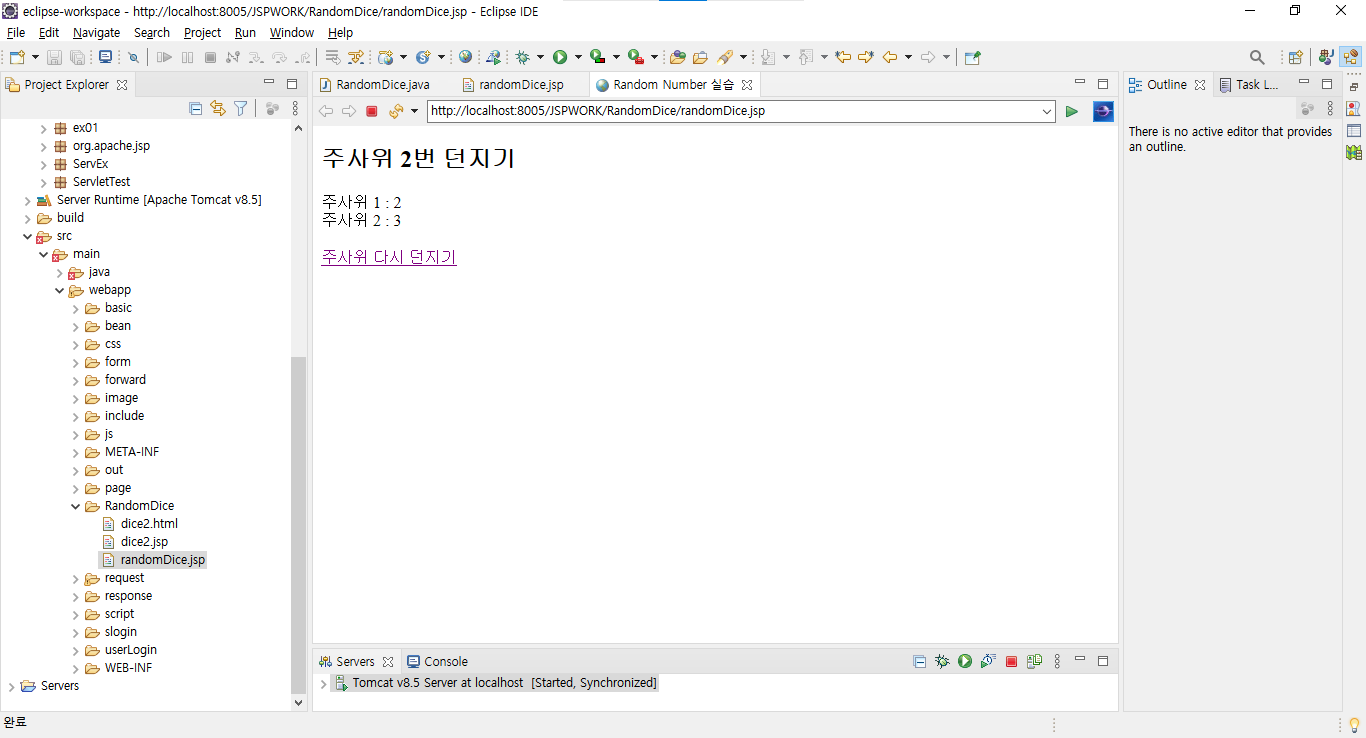 eclipse-workspace - http://localhost:8005/JSPWORK/RandomDice/randomDice.jsp - Eclipse IDE
File Edit Navigate Search Project Run Window Help
Project Explorer
ex01
org.apache.jsp
ServEx
ServletTest
Server Runtime [Apache Tomcat v8.5]
build
src
main
java
webapp
basic
bean
css
form
forward
image
include
js
META-INF
out
page
RandomDice
dice2.html
dice2.jsp
randomDice.jsp
request
response
script
slogin
userLogin
WEB-INF
Servers
RandomDice.java randomDice.jsp Random Number 실습
http://localhost:8005/JSPWORK/RandomDice/randomDice.jsp
주사위 2번 던지기
주사위 1 : 2
주사위 2 : 3
주사위 다시 던지기
Servers Console
Tomcat v8.5 Server at localhost [Started, Synchronized]
Outline Task L...
There is no active editor that provides
an outline.
완료